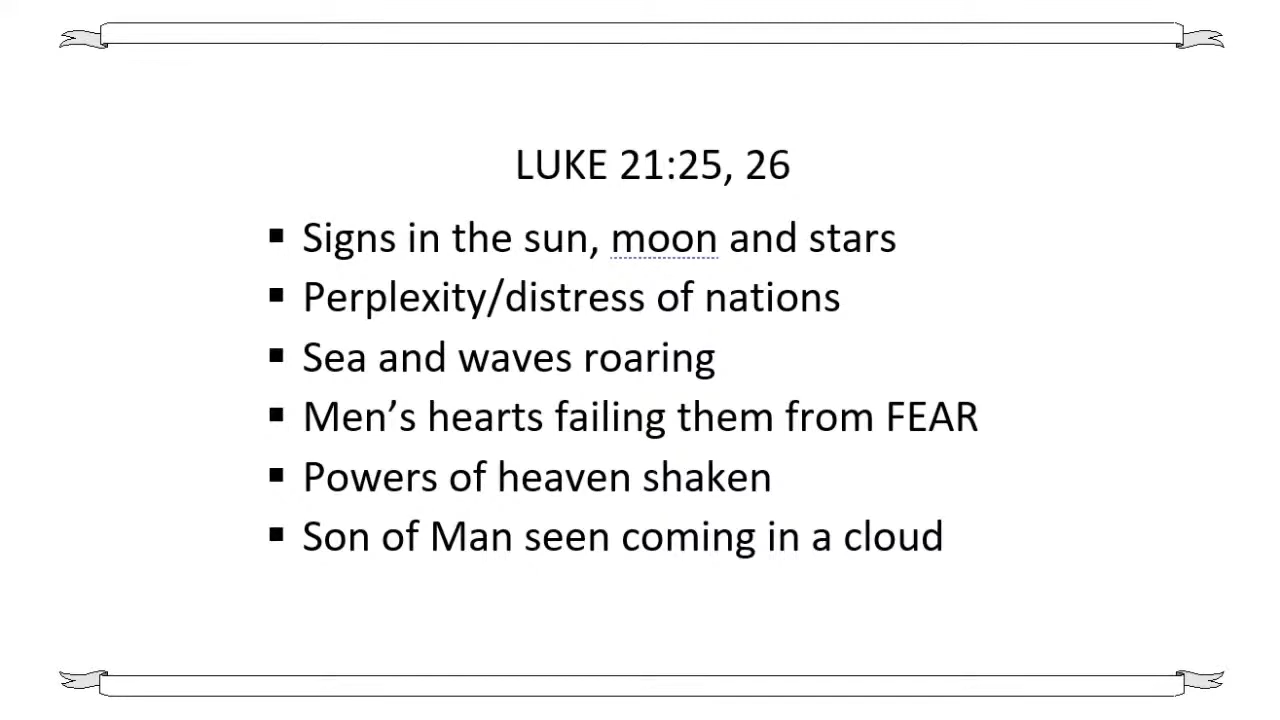 LUKE 21:25, 26
▪ Signs in the sun, moon and stars
▪ Perplexity/distress of nations
▪ Sea and waves roaring
▪ Men’s hearts failing them from FEAR
▪ Powers of heaven shaken
▪ Son of Man seen coming in a cloud